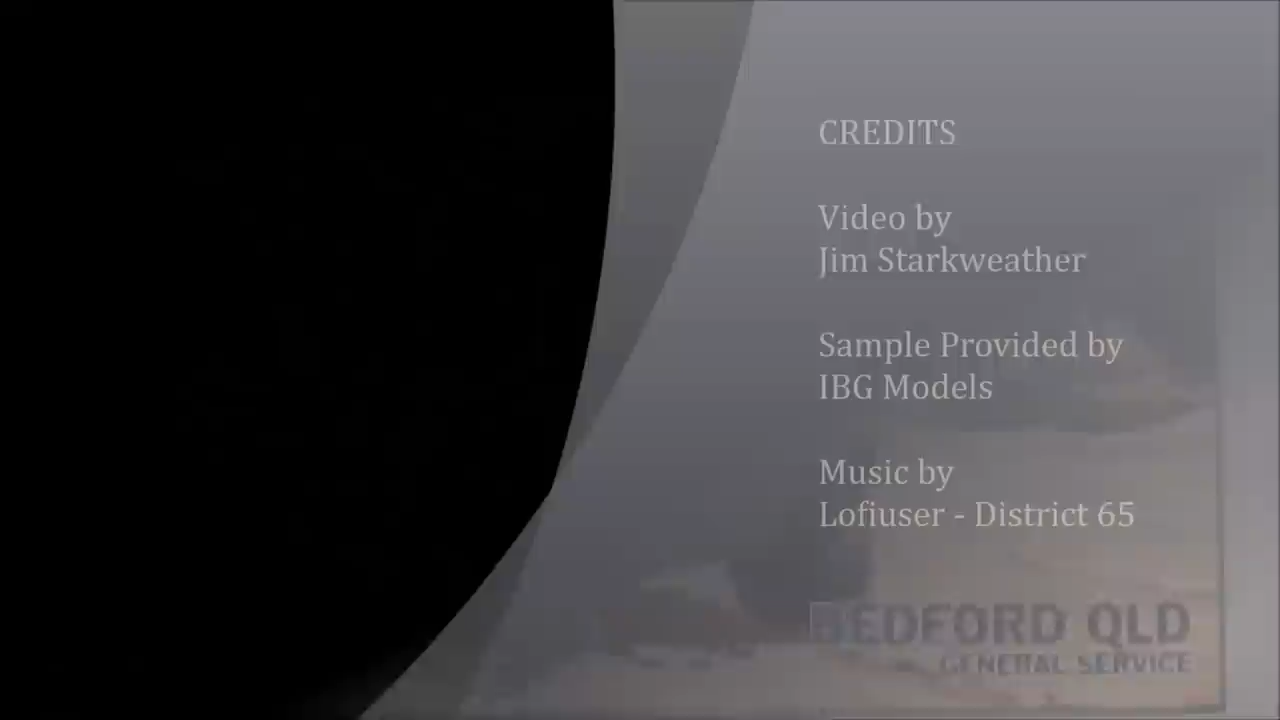 CREDITS
Video by
Jim Starkweather
Sample Provided by
IBG Models
Music by
Lofiuser - District 65
BEDFORD QLD
GENERAL SERVICE